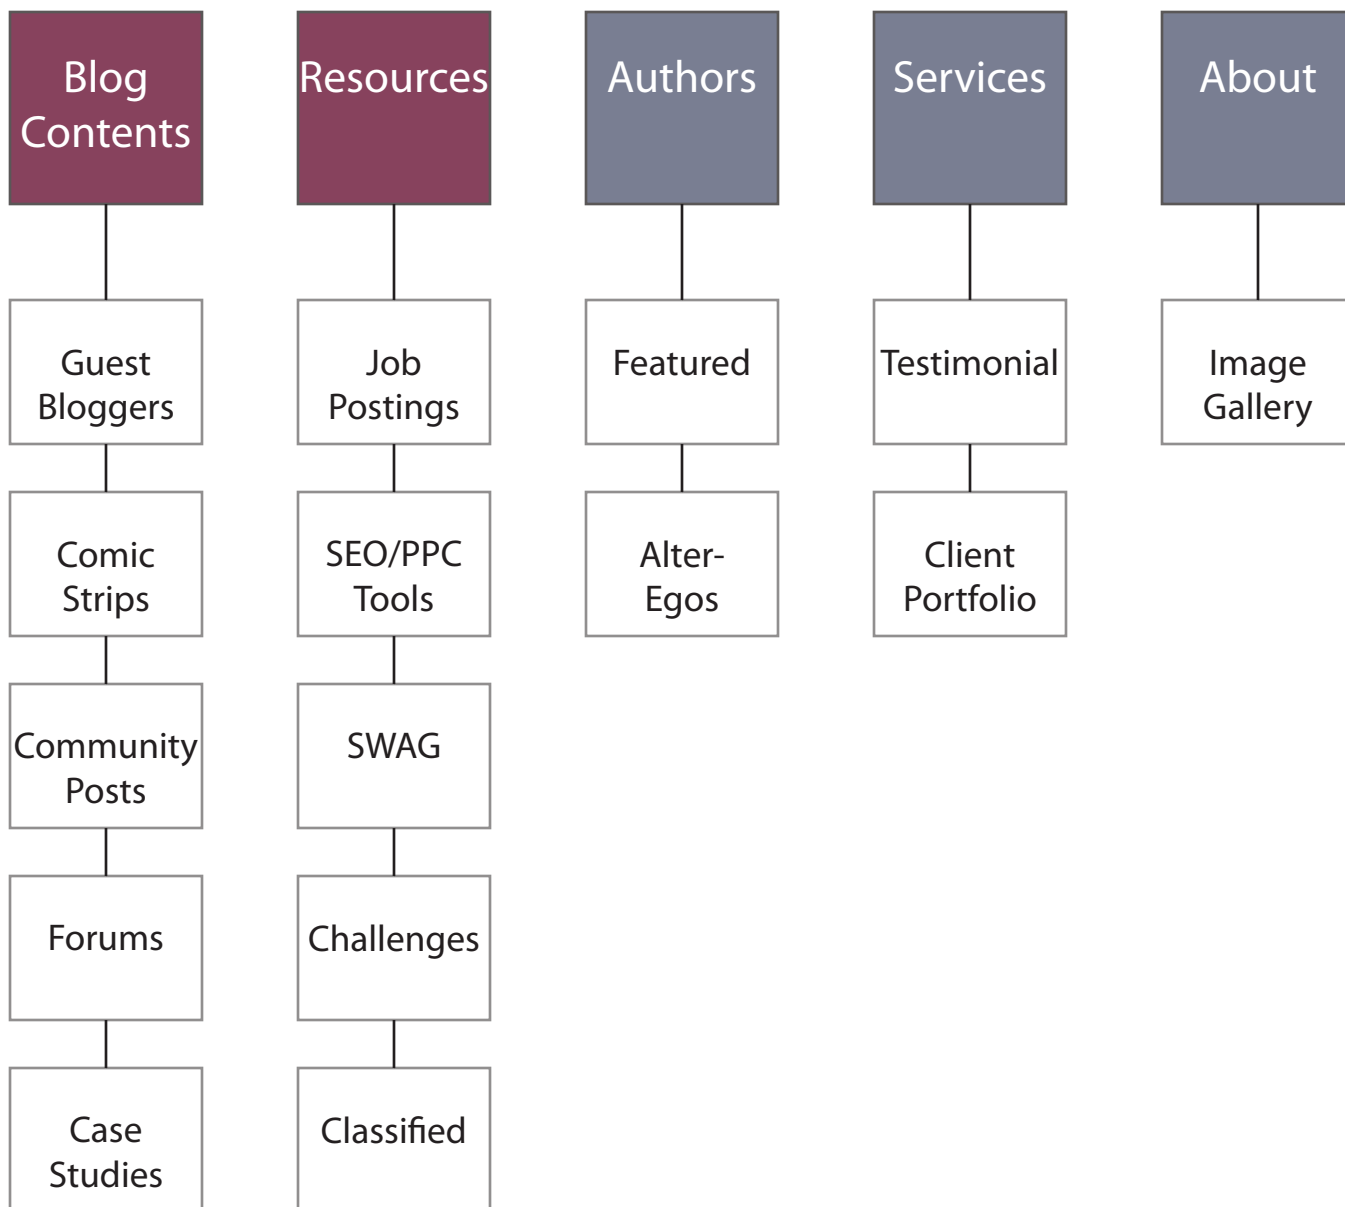 Blog
Contents
Guest
Bloggers
Comic
Strips
Community
Posts
Forums
Case
Studies
Resources
Job
Postings
SEO/PPC
Tools
SWAG
Challenges
Classified
Authors
Featured
Alter-
Egos
Services
Testimonial
Client
Portfolio
About
Image
Gallery